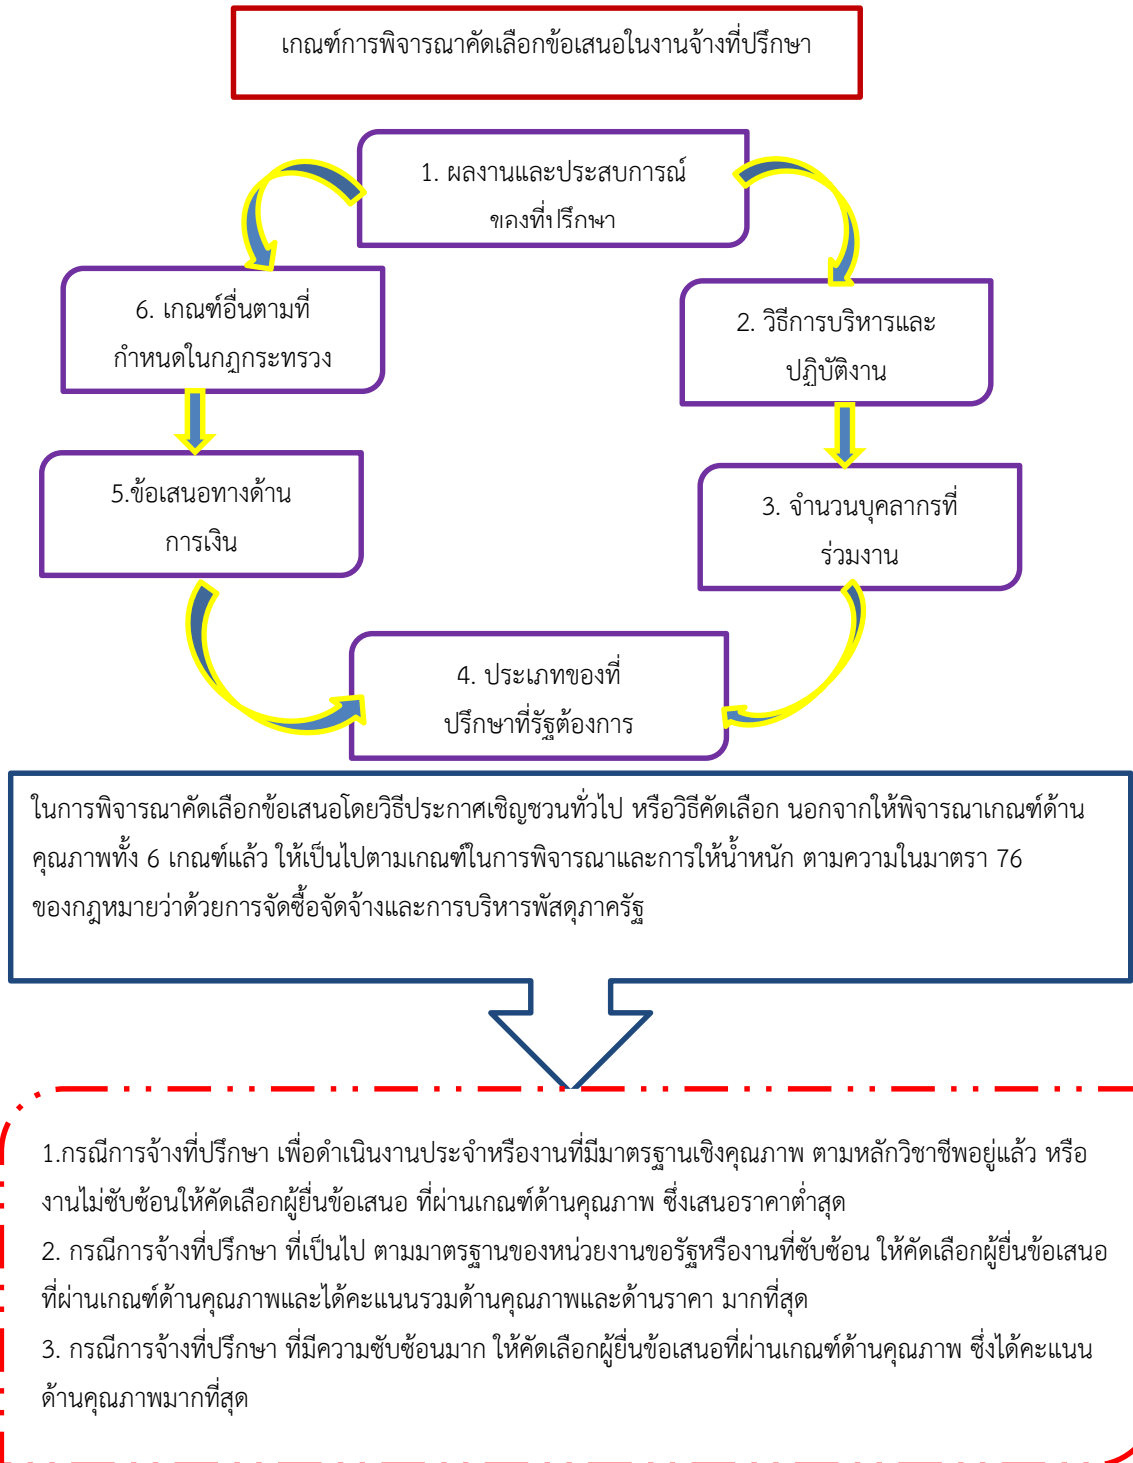 เกณฑ์การพิจารณาคัดเลือกข้อเสนอในงานจ้างที่ปรึกษา
1. ผลงานและประสบการณ์
ของที่ปรึกษา
6. เกณฑ์อื่นตามที่
กำหนดในกฎกระทรวง
2. วิธีการบริหารและ
ปฏิบัติงาน
5.ข้อเสนอทางด้าน
การเงิน
3. จำนวนบุคลากรที่
ร่วมงาน
4. ประเภทของที่
ปรึกษาที่รัฐต้องการ
ในการพิจารณาคัดเลือกข้อเสนอโดยวิธีประกาศเชิญชวนทั่วไป หรือวิธีคัดเลือก นอกจากให้พิจารณาเกณฑ์ด้าน
คุณภาพทั้ง 6 เกณฑ์แล้ว ให้เป็นไปตามเกณฑ์ในการพิจารณาและการให้น้ำหนัก ตามความในมาตรา 76
ของกฎหมายว่าด้วยการจัดซื้อจัดจ้างและการบริหารพัสดุภาครัฐ
1.กรณีการจ้างที่ปรึกษา เพื่อดำเนินงานประจำหรืองานที่มีมาตรฐานเชิงคุณภาพ ตามหลักวิชาชีพอยู่แล้ว หรือ
งานไม่ซับซ้อนให้คัดเลือกผู้ยื่นข้อเสนอ ที่ผ่านเกณฑ์ด้านคุณภาพ ซึ่งเสนอราคาต่ำสุด
2. กรณีการจ้างที่ปรึกษา ที่เป็นไป ตามมาตรฐานของหน่วยงานขอรัฐหรืองานที่ซับซ้อน ให้คัดเลือกผู้ยื่นข้อเสนอ
ที่ผ่านเกณฑ์ด้านคุณภาพและได้คะแนนรวมด้านคุณภาพและด้านราคา มากที่สุด
3. กรณีการจ้างที่ปรึกษา ที่มีความซับซ้อนมาก ให้คัดเลือกผู้ยื่นข้อเสนอที่ผ่านเกณฑ์ด้านคุณภาพ ซึ่งได้คะแนน
ด้านคุณภาพมากที่สุด